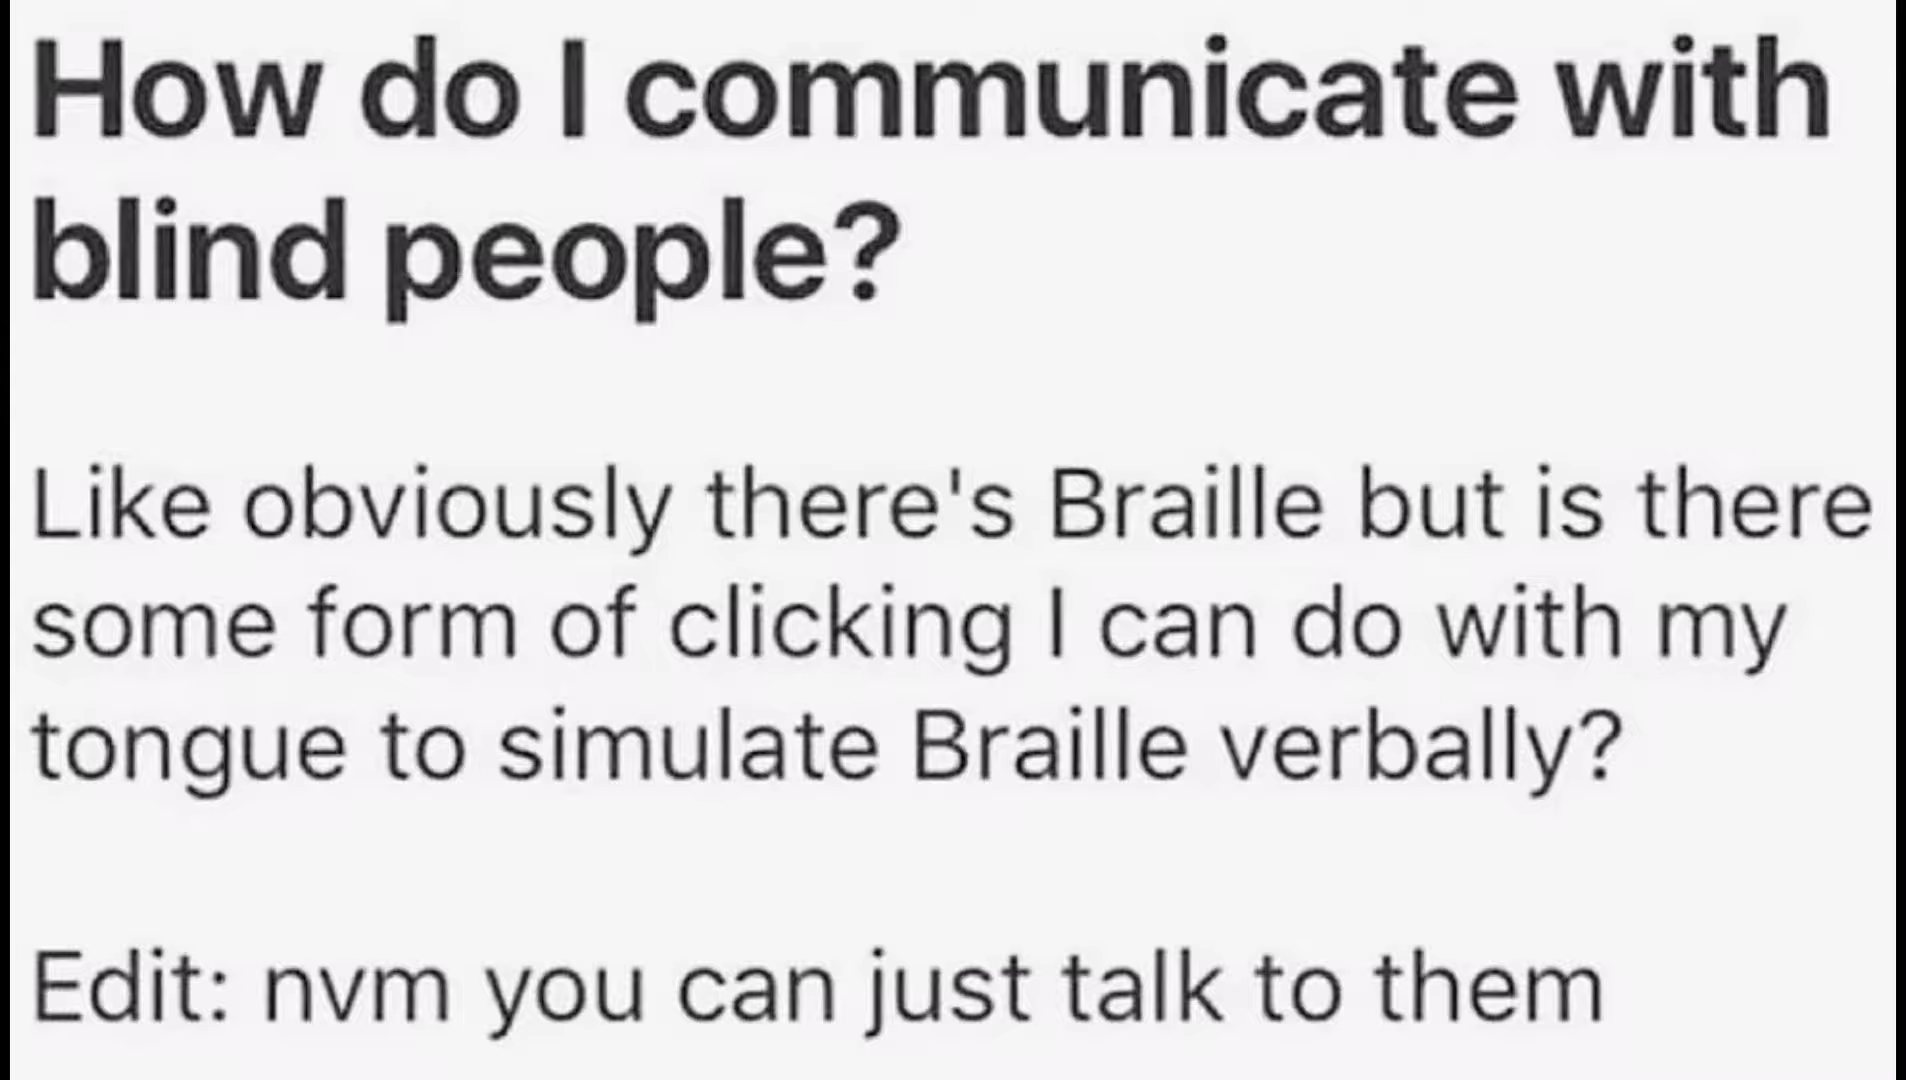 How do I communicate with
blind people?
Like obviously there's Braille but is there
some form of clicking I can do with my
tongue to simulate Braille verbally?
Edit: nvm you can just talk to them